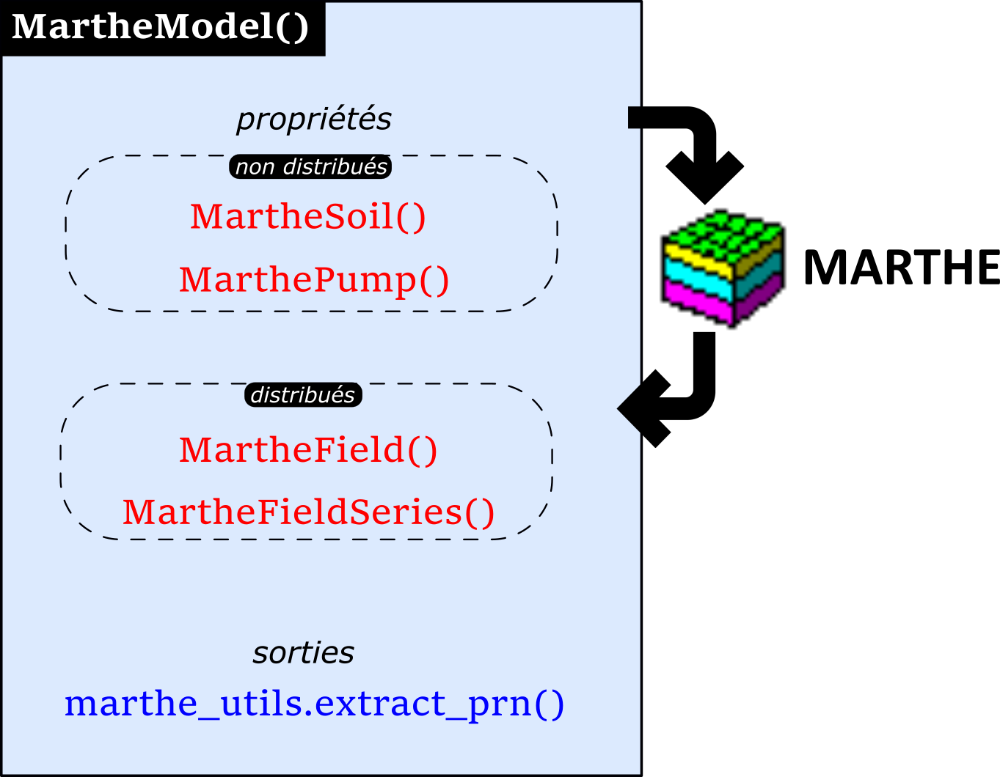 MartheModel()
propriétés
non distribués
MartheSoil()
MarthePump()
MARTHE
distribués
MartheField()
MartheFieldSeries()
sorties
marthe_utils.extract_prn()